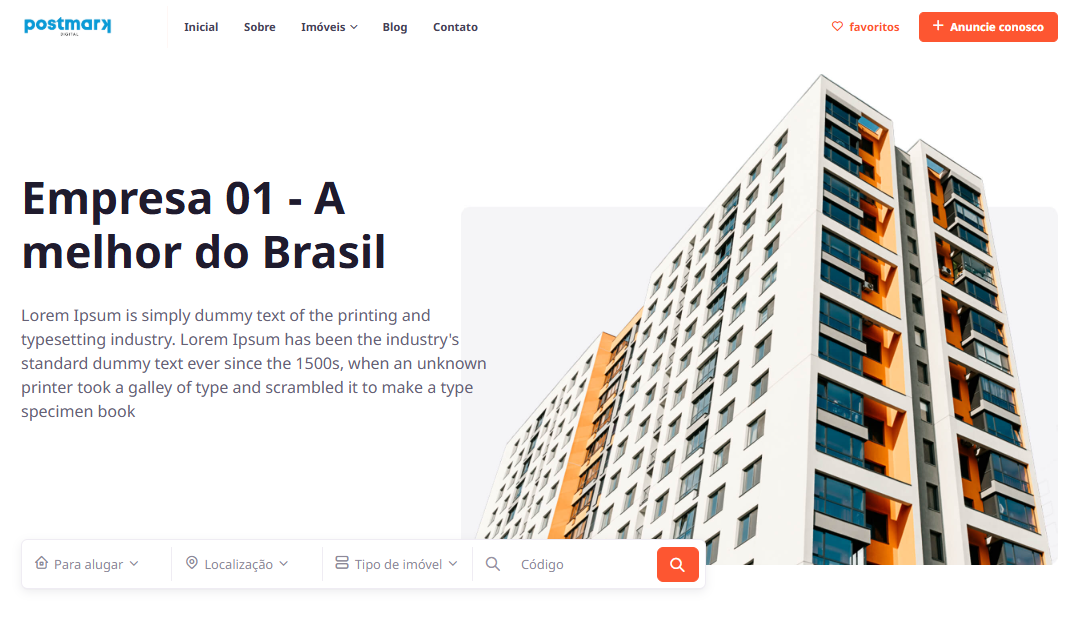 postmark
DIGITAL
Inicial
Sobre
Imóveis
Blog
Contato
favoritos
Anuncie conosco
Empresa 01 - A
melhor do Brasil
Lorem Ipsum is simply dummy text of the printing and
typesetting industry. Lorem Ipsum has been the industry's
standard dummy text ever since the 1500s, when an unknown
printer took a galley of type and scrambled it to make a type
specimen book
Para alugar
Localização
Tipo de imóvel
Código